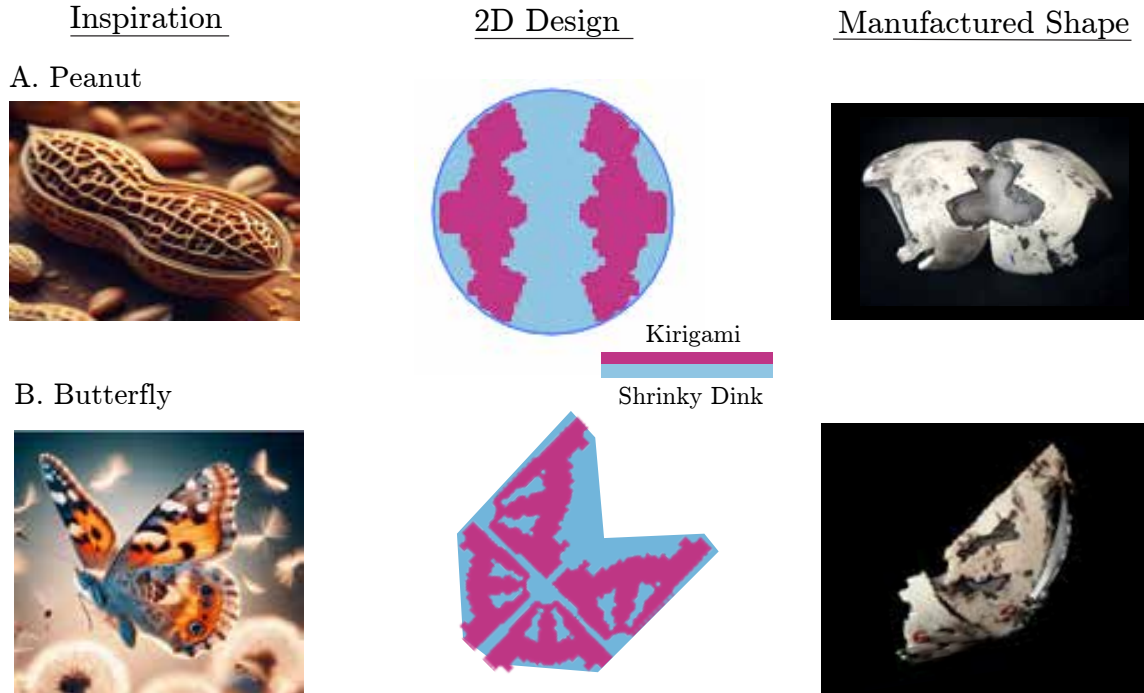 Inspiration
2D Design
Manufactured Shape
A. Peanut
Kirigami
Shrinky Dink
B. Butterfly